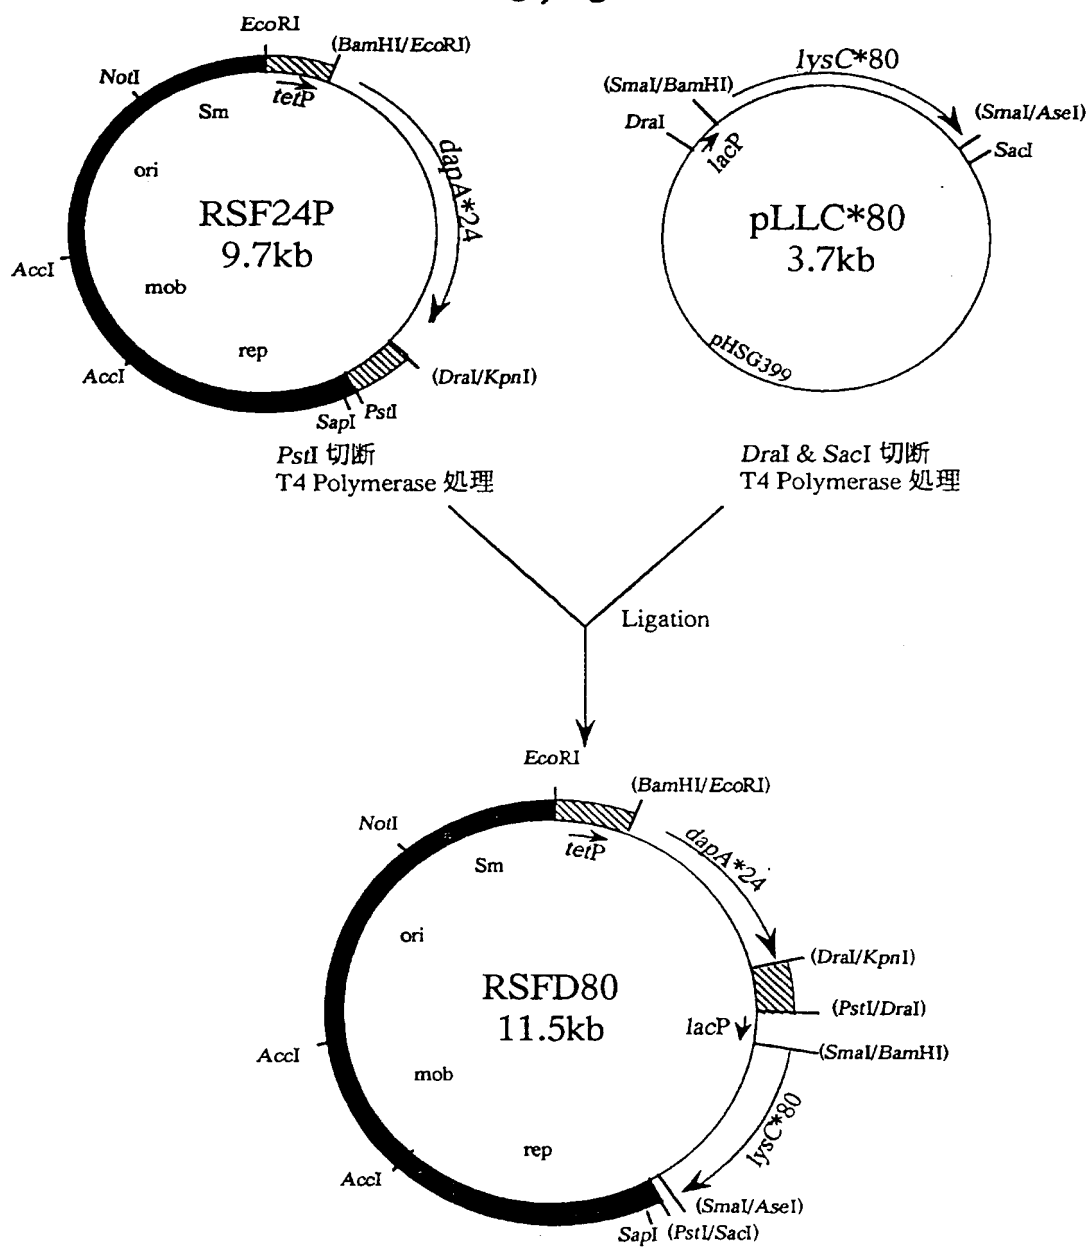 EcoRI
(BamHI/EcoRI)
NotI
tetP
Sm
dapA*24
ori
RSF24P
9.7kb
AccI
mob
rep
AccI
(DraI/KpnI)
PstI
SapI
lysC*80
(SmaI/BamHI)
(SmaI/AseI)
DraI
lacP
SacI
pLLC*80
3.7kb
pHSG399
PstI 切断
T4 Polymerase 処理
DraI & SacI 切断
T4 Polymerase 処理
Ligation
EcoRI
(BamHI/EcoRI)
NotI
tetP
dapA*24
Sm
ori
(DraI/KpnI)
RSFD80
11.5kb
(PstI/DraI)
lacP
(SmaI/BamHI)
AccI
mob
lysC*80
rep
AccI
(SmaI/AseI)
SapI
(PstI/SacI)